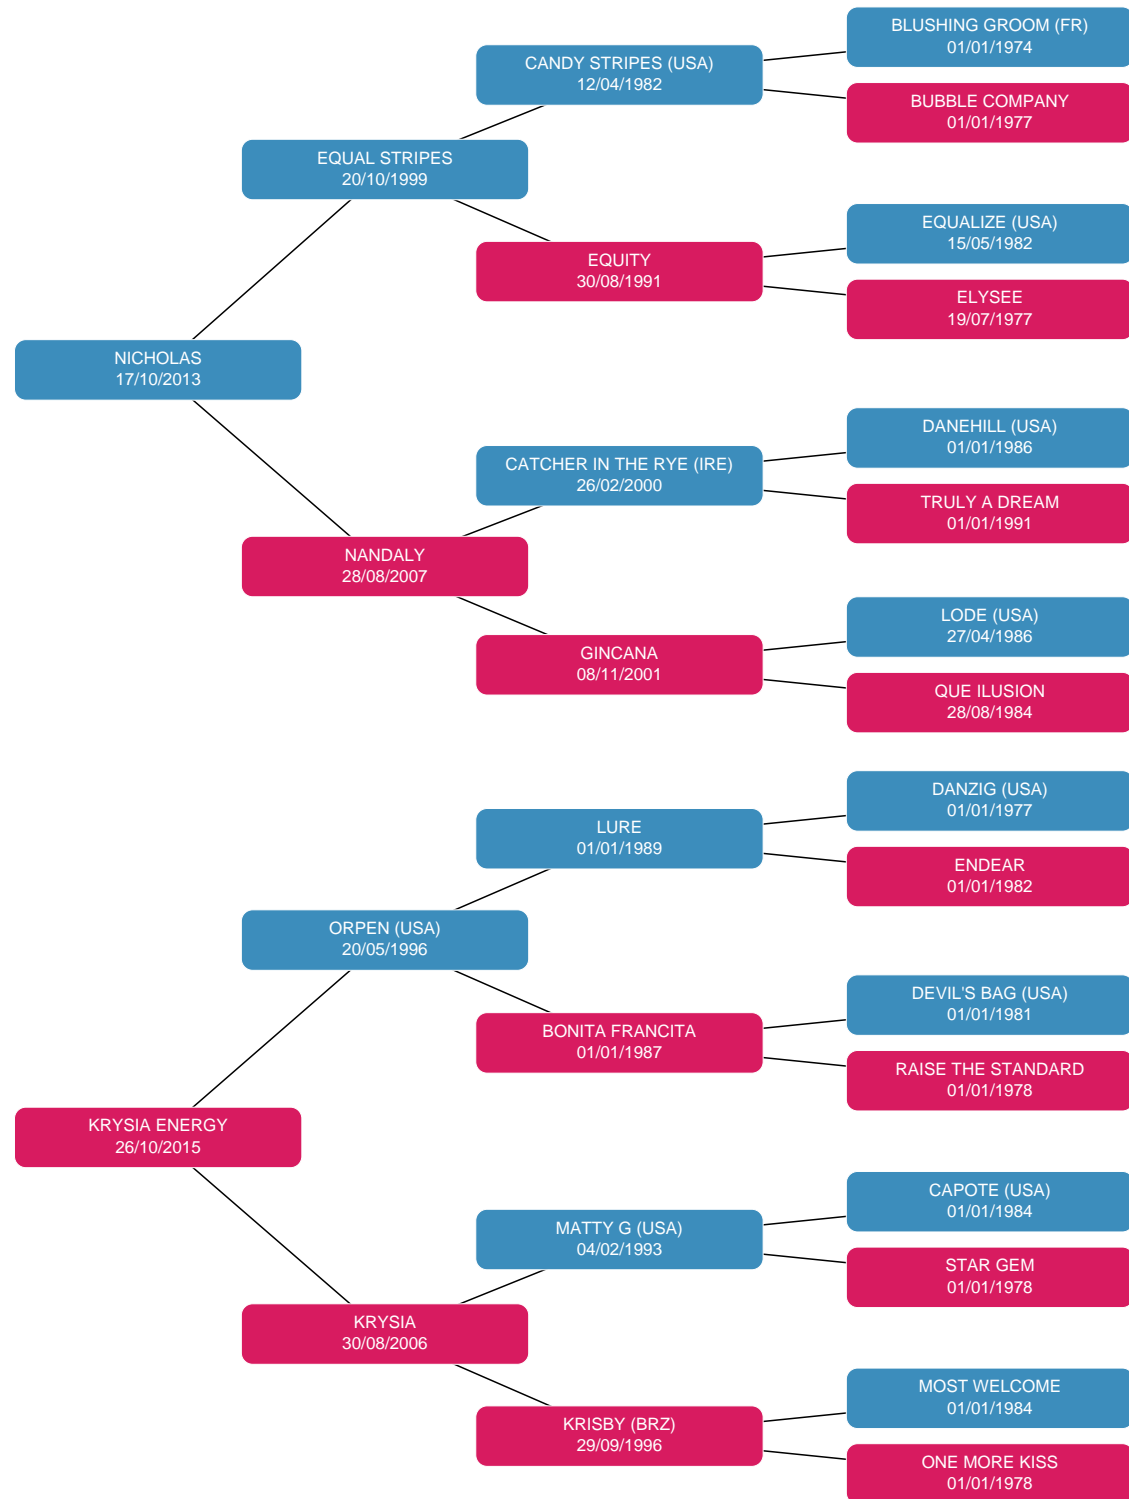 BLUSHING GROOM (FR)
01/01/1974
CANDY STRIPES (USA)
12/04/1982
BUBBLE COMPANY
01/01/1977
EQUAL STRIPES
20/10/1999
EQUALIZE (USA)
15/05/1982
EQUITY
30/08/1991
ELYSEE
19/07/1977
NICHOLAS
17/10/2013
DANEHILL (USA)
01/01/1986
CATCHER IN THE RYE (IRE)
26/02/2000
TRULY A DREAM
01/01/1991
NANDALY
28/08/2007
LODE (USA)
27/04/1986
GINCANA
08/11/2001
QUE ILUSION
28/08/1984
DANZIG (USA)
01/01/1977
LURE
01/01/1989
ENDEAR
01/01/1982
ORPEN (USA)
20/05/1996
DEVIL'S BAG (USA)
01/01/1981
BONITA FRANCITA
01/01/1987
RAISE THE STANDARD
01/01/1978
KRYSIA ENERGY
26/10/2015
CAPOTE (USA)
01/01/1984
MATTY G (USA)
04/02/1993
STAR GEM
01/01/1978
KRYSIA
30/08/2006
MOST WELCOME
01/01/1984
KRISBY (BRZ)
29/09/1996
ONE MORE KISS
01/01/1978